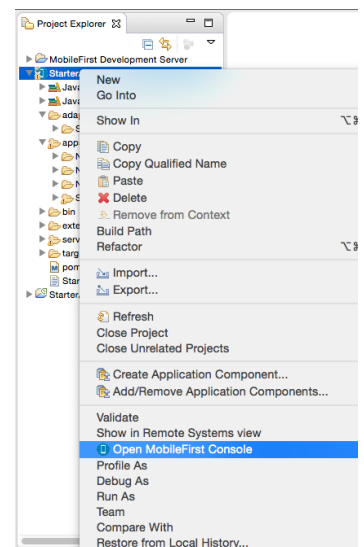 Project Explorer
MobileFirst Development Server
Starter
New
Go Into
Show In
Copy
Copy Qualified Name
Paste
Delete
Remove from Context
Build Path
Refactor
Import...
Export...
Refresh
Close Project
Close Unrelated Projects
Create Application Component...
Add/Remove Application Components...
Validate
Show in Remote Systems view
Open MobileFirst Console
Profile As
Debug As
Run As
Team
Compare With
Restore from Local History...
Java
Java
adap
S
apps
N
N
N
S
bin
exte
serv
targ
pom
Star
Starter